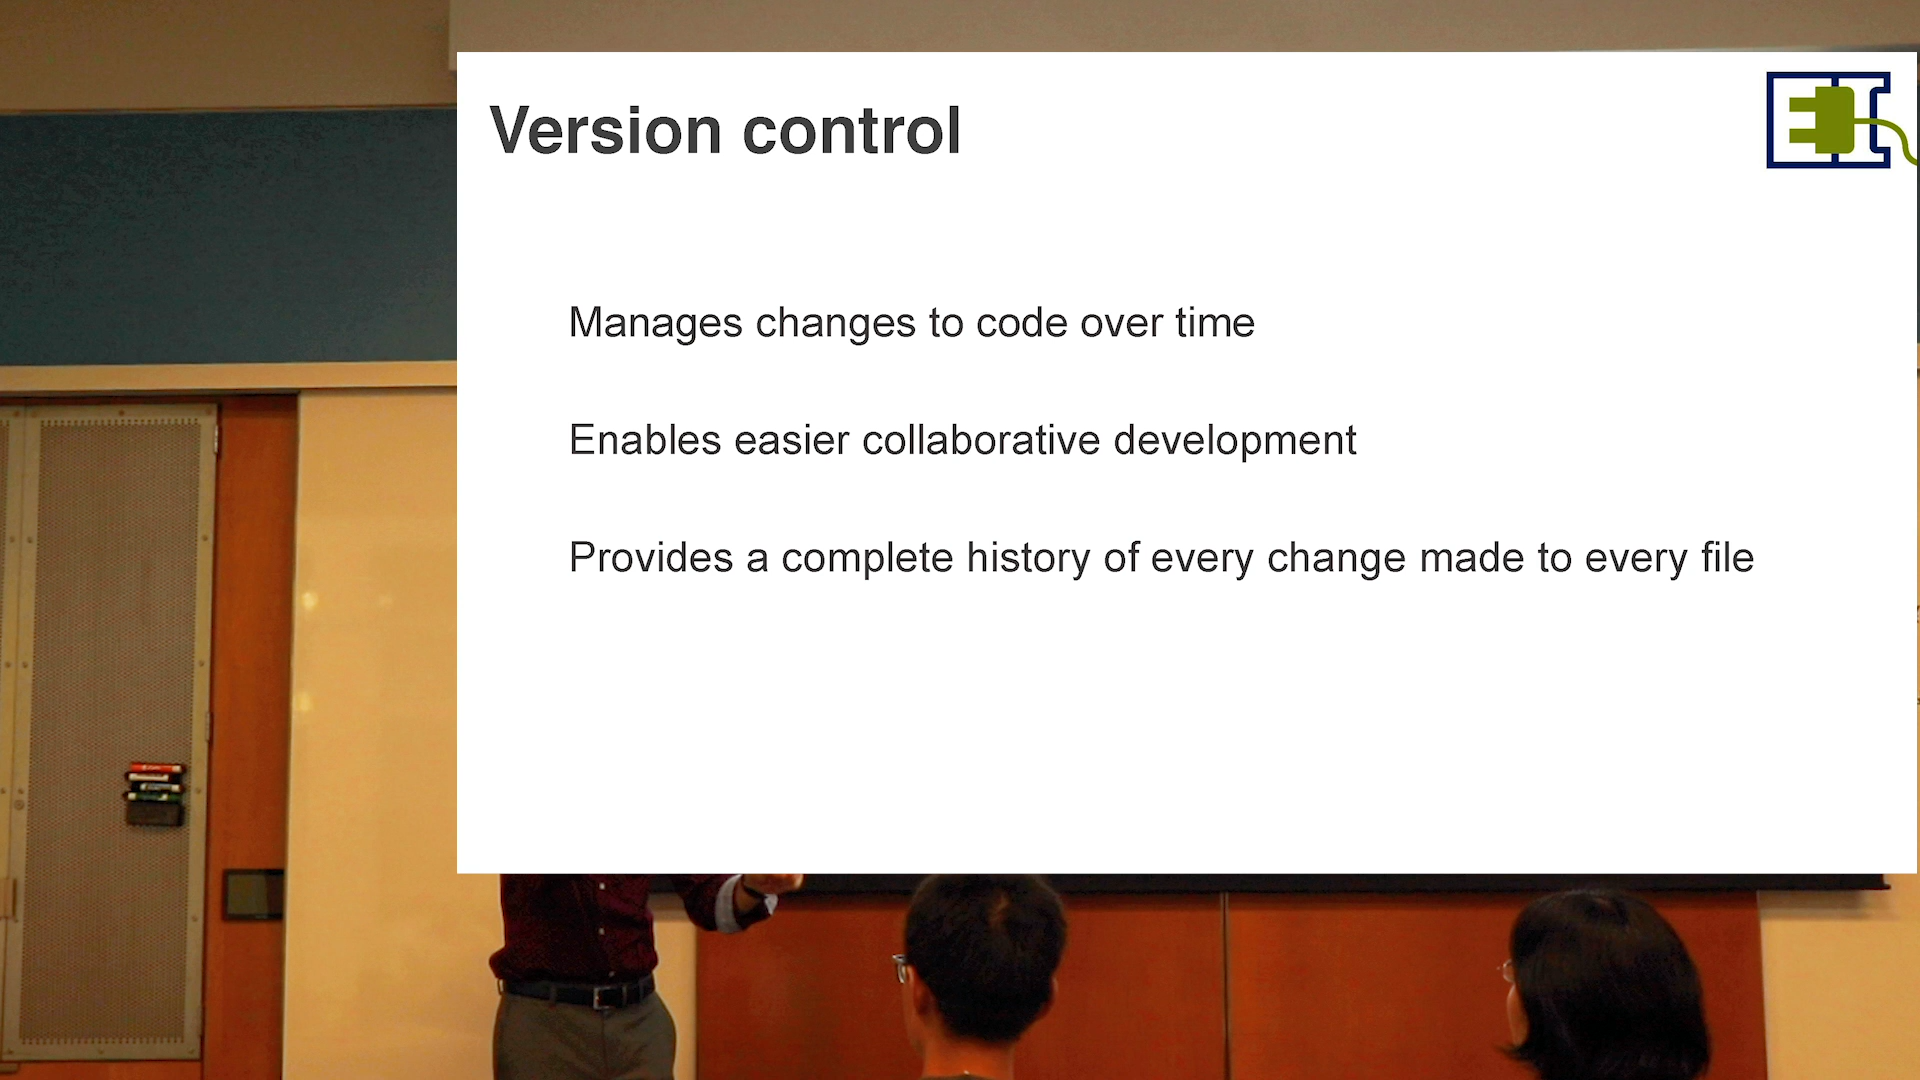 Version control
EI
Manages changes to code over time
Enables easier collaborative development
Provides a complete history of every change made to every file